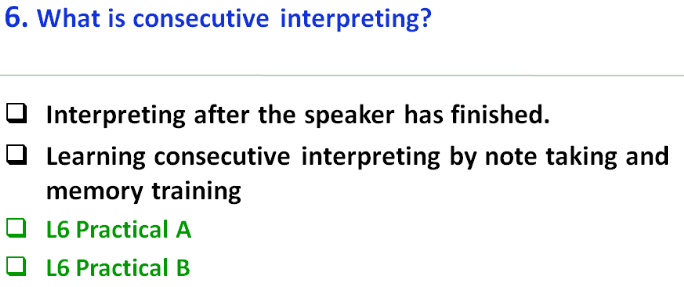 6. What is consecutive interpreting?
Interpreting after the speaker has finished.
Learning consecutive interpreting by note taking and
memory training
L6 Practical A
L6 Practical B